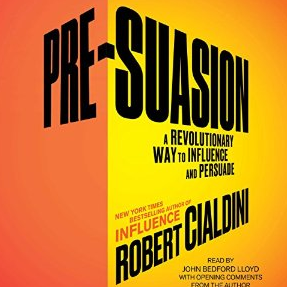 PRE-SUASION
A REVOLUTIONARY
WAY TO INFLUENCE
AND PERSUADE
NEW YORK TIMES
BESTSELLING AUTHOR OF
INFLUENCE
ROBERT CIALDINI
READ BY
JOHN BEDFORD LLOYD
WITH OPENING COMMENTS
FROM THE AUTHOR